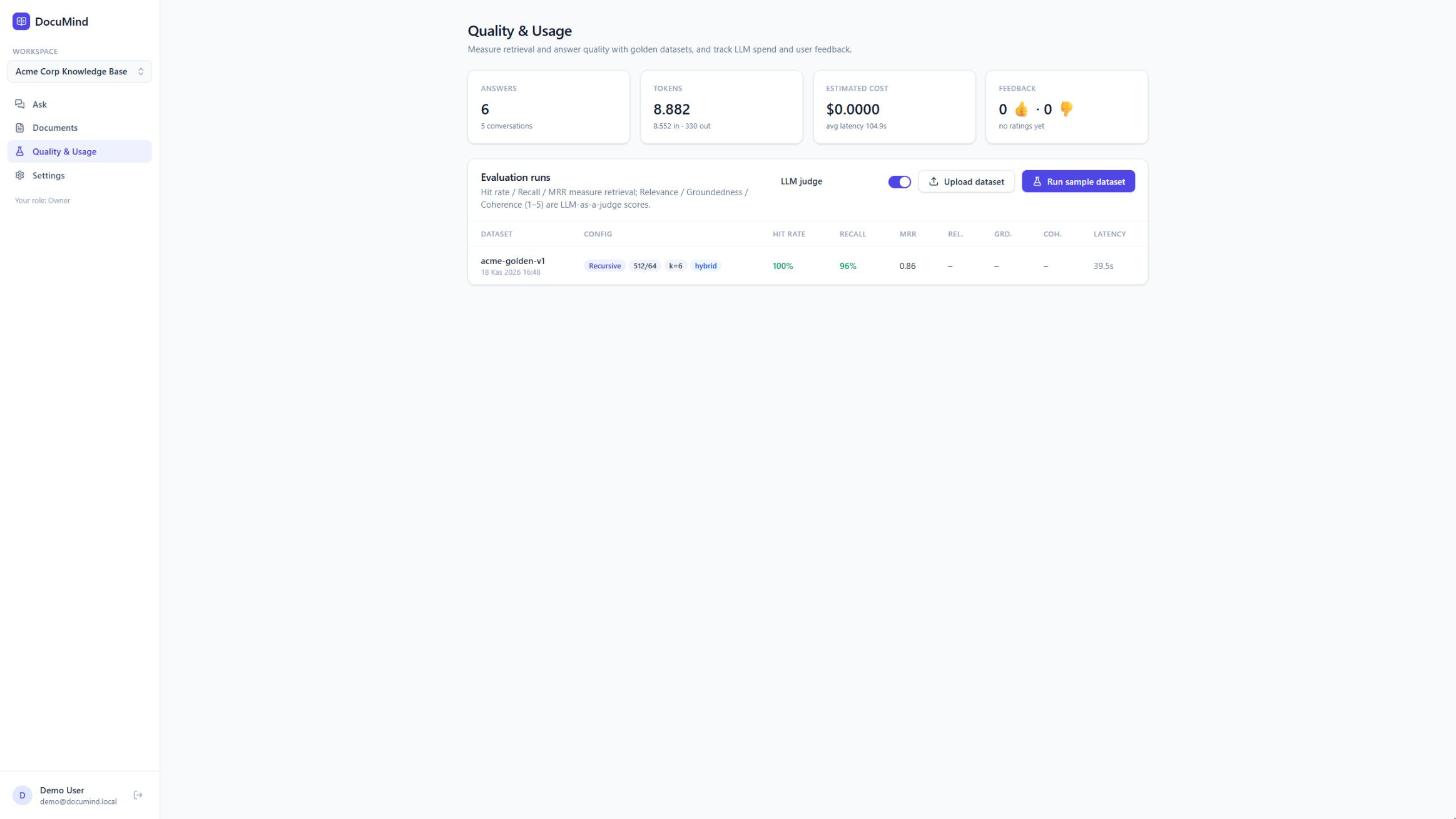 DocuMind
WORKSPACE
Acme Corp Knowledge Base
Ask
Documents
Quality & Usage
Settings
Your role: Owner
Quality & Usage
Measure retrieval and answer quality with golden datasets, and track LLM spend and user feedback.
ANSWERS
6
5 conversations
TOKENS
8.882
8.552 in · 330 out
ESTIMATED COST
$0.0000
avg latency 104.9s
FEEDBACK
0 👍 · 0 👎
no ratings yet
Evaluation runs
Hit rate / Recall / MRR measure retrieval; Relevance / Groundedness /
Coherence (1–5) are LLM-as-a-judge scores.
LLM judge
Upload dataset
Run sample dataset
DATASET CONFIG HIT RATE RECALL MRR REL. GRD. COH. LATENCY
acme-golden-v1
18 Kas 2026 16:48
Recursive 512/64 k=6 hybrid 100% 96% 0.86 – – – 39.5s
D
Demo User
demo@documind.local